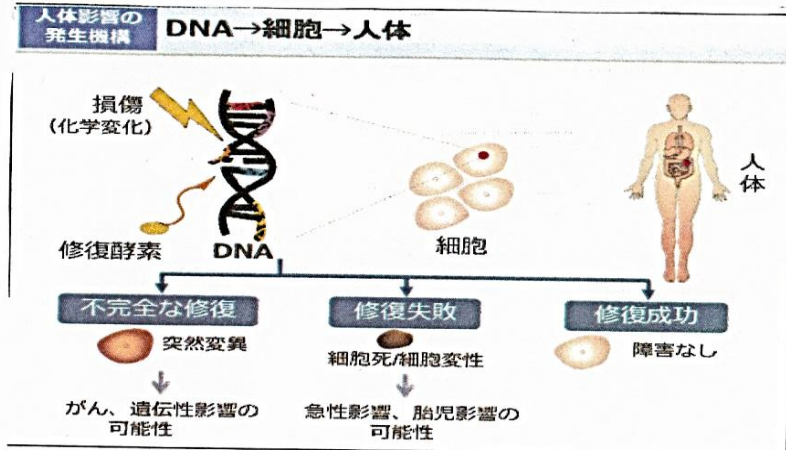 人体影響の
発生機構
DNA→細胞→人体
損傷
(化学変化)
修復酵素
DNA
細胞
人体
不完全な修復
修復失敗
修復成功
突然変異
細胞死/細胞変性
障害なし
がん、遺伝性影響の
可能性
急性影響、胎児影響の
可能性